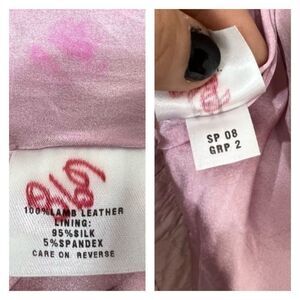 100% LAMB LEATHER
LINING:
95% SILK
5% SPANDEX
CARE ON REVERSE
SP 08
GRP 2